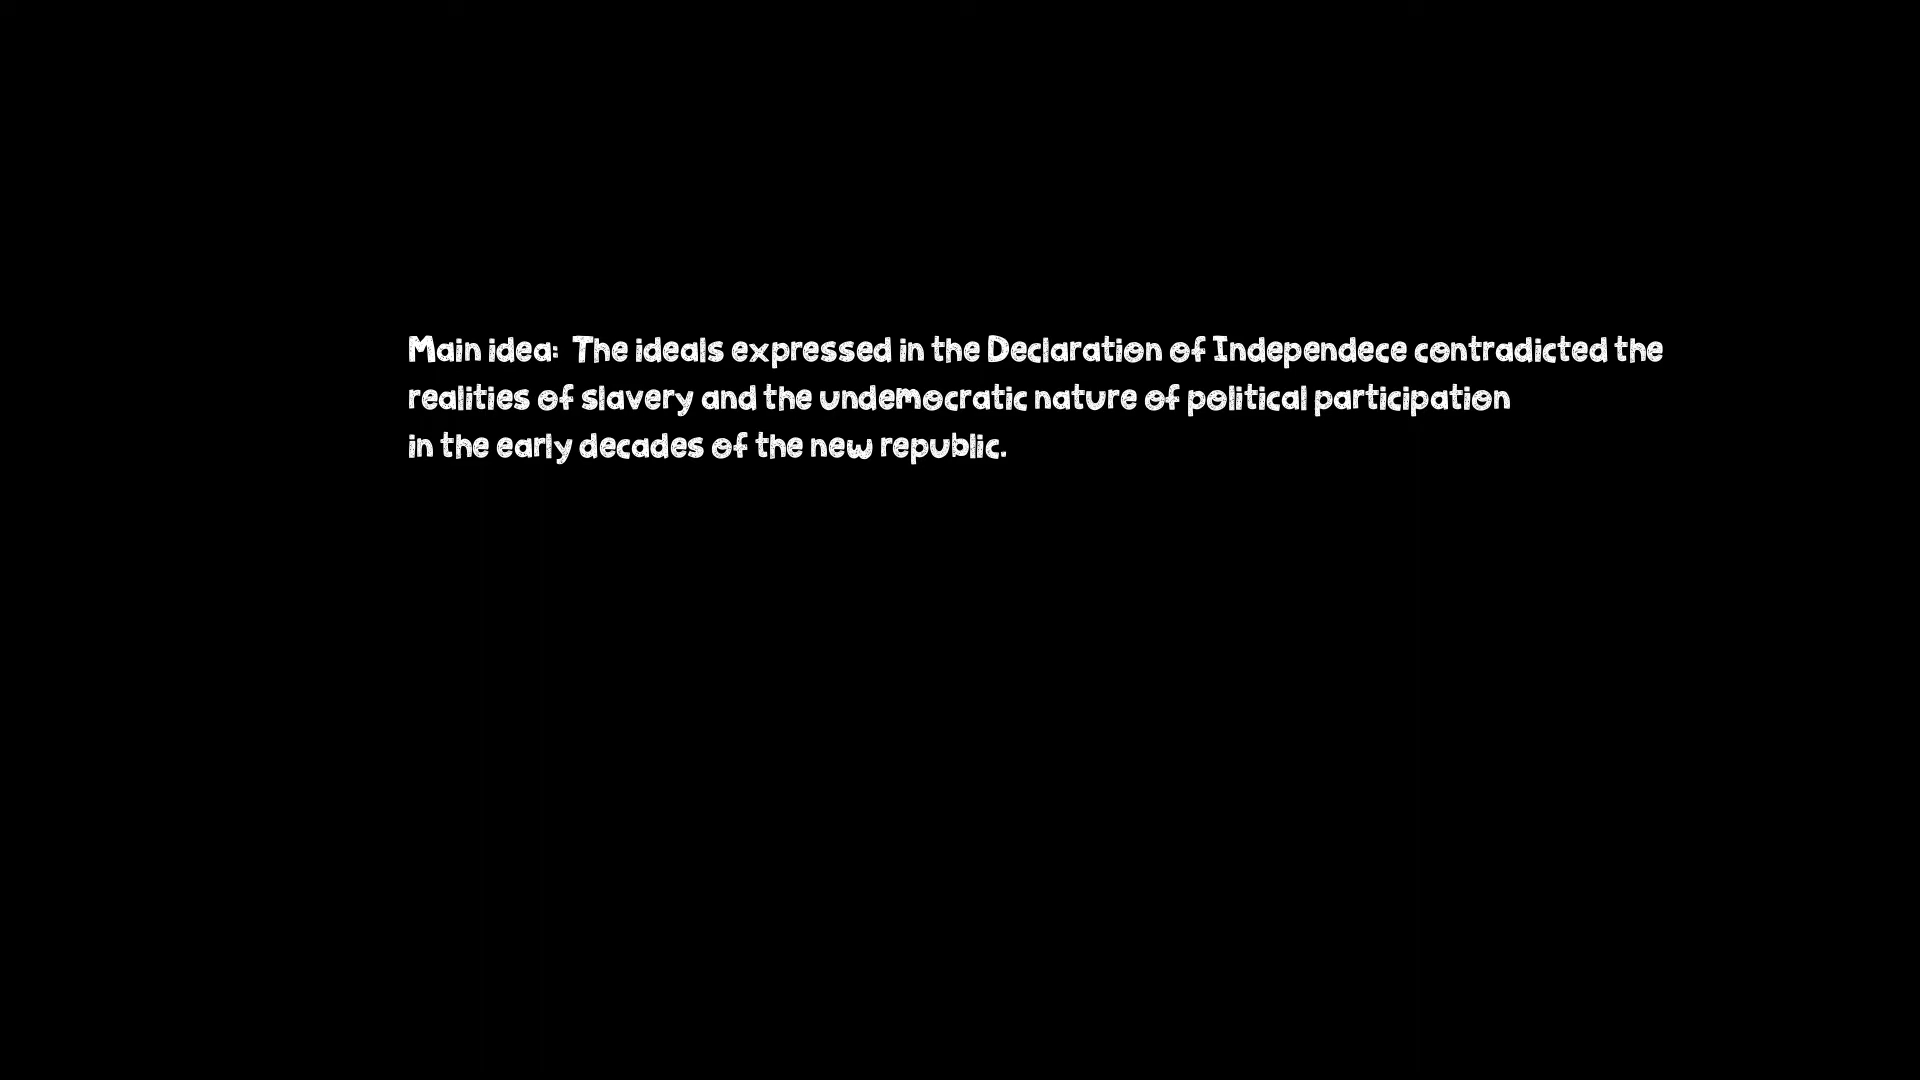 Main idea:  The ideals expressed in the Declaration of Independece contradicted the
realities of slavery and the undemocratic nature of political participation
in the early decades of the new republic.